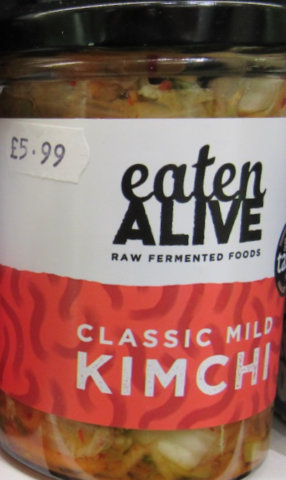 £5.99
eaten
ALIVE
RAW FERMENTED FOODS
CLASSIC MILD
KIMCHI